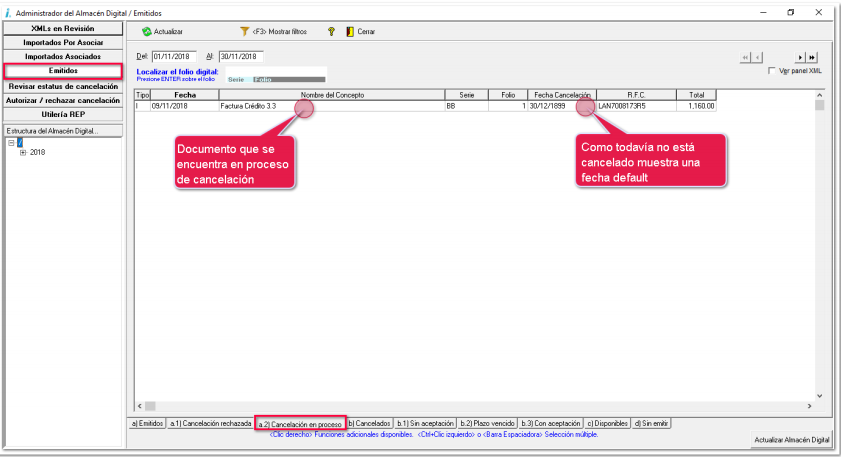 Administrador del Almacén Digital / Emitidos
XMLs en Revisión
Importados Por Asociar
Importados Asociados
Emitidos
Revisar estatus de cancelación
Autorizar / rechazar cancelación
Utilería REP
Estructura del Almacén Digital...
/
2018
Actualizar
<F3> Mostrar filtros
Cerrar
Del: 01/11/2018 Al: 30/11/2018
Localizar el folio digital:
Presione ENTER sobre el folio
Serie Folio
Ver panel XML
Tipo Fecha Nombre del Concepto Serie Folio Fecha Cancelación R.F.C. Total
I 09/11/2018 Factura Crédito 3.3 BB 1 30/12/1899 LAN7008173R5 1,160.00
Documento que se
encuentra en proceso
de cancelación
Como todavía no está
cancelado muestra una
fecha default
a) Emitidos a.1) Cancelación rechazada a.2) Cancelación en proceso b) Cancelados b.1) Sin aceptación b.2) Plazo vencido b.3) Con aceptación c) Disponibles d) Sin emitir
<Clic derecho> Funciones adicionales disponibles. <Ctrl+Clic izquierdo> o <Barra Espaciadora> Selección múltiple.
Actualizar Almacén Digital